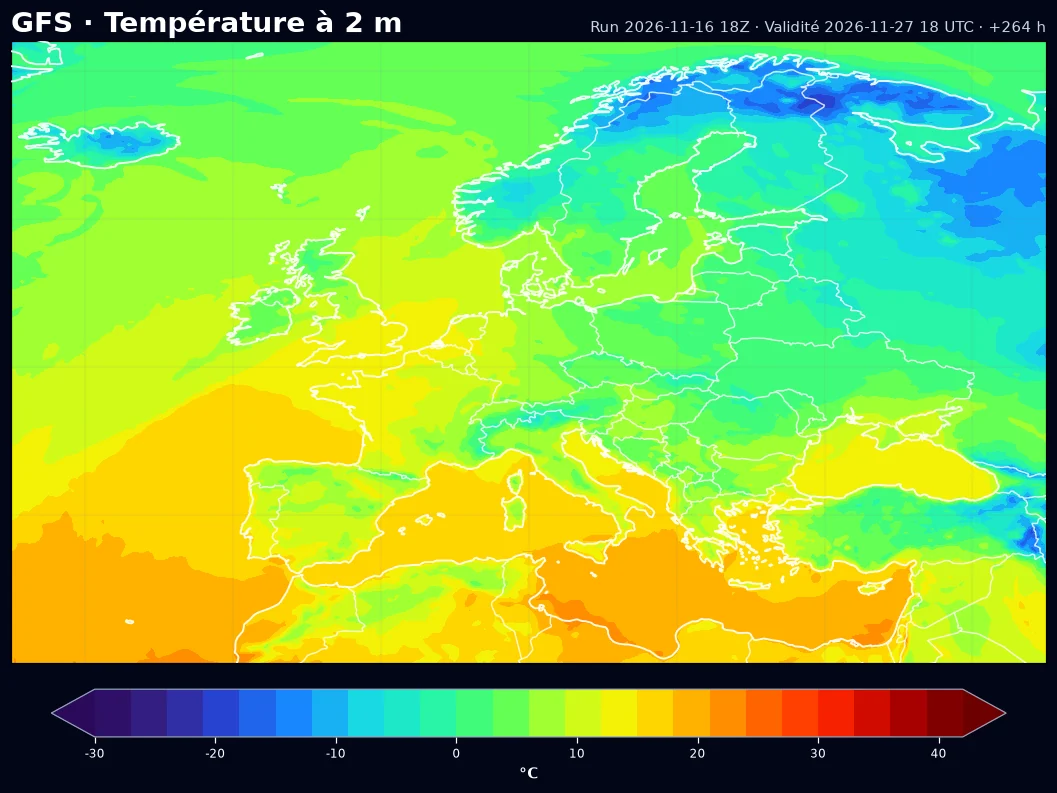 GFS · Température à 2 m
Run 2026-11-16 18Z · Validité 2026-11-27 18 UTC · +264 h
-30 -20 -10 0 10 20 30 40
°C